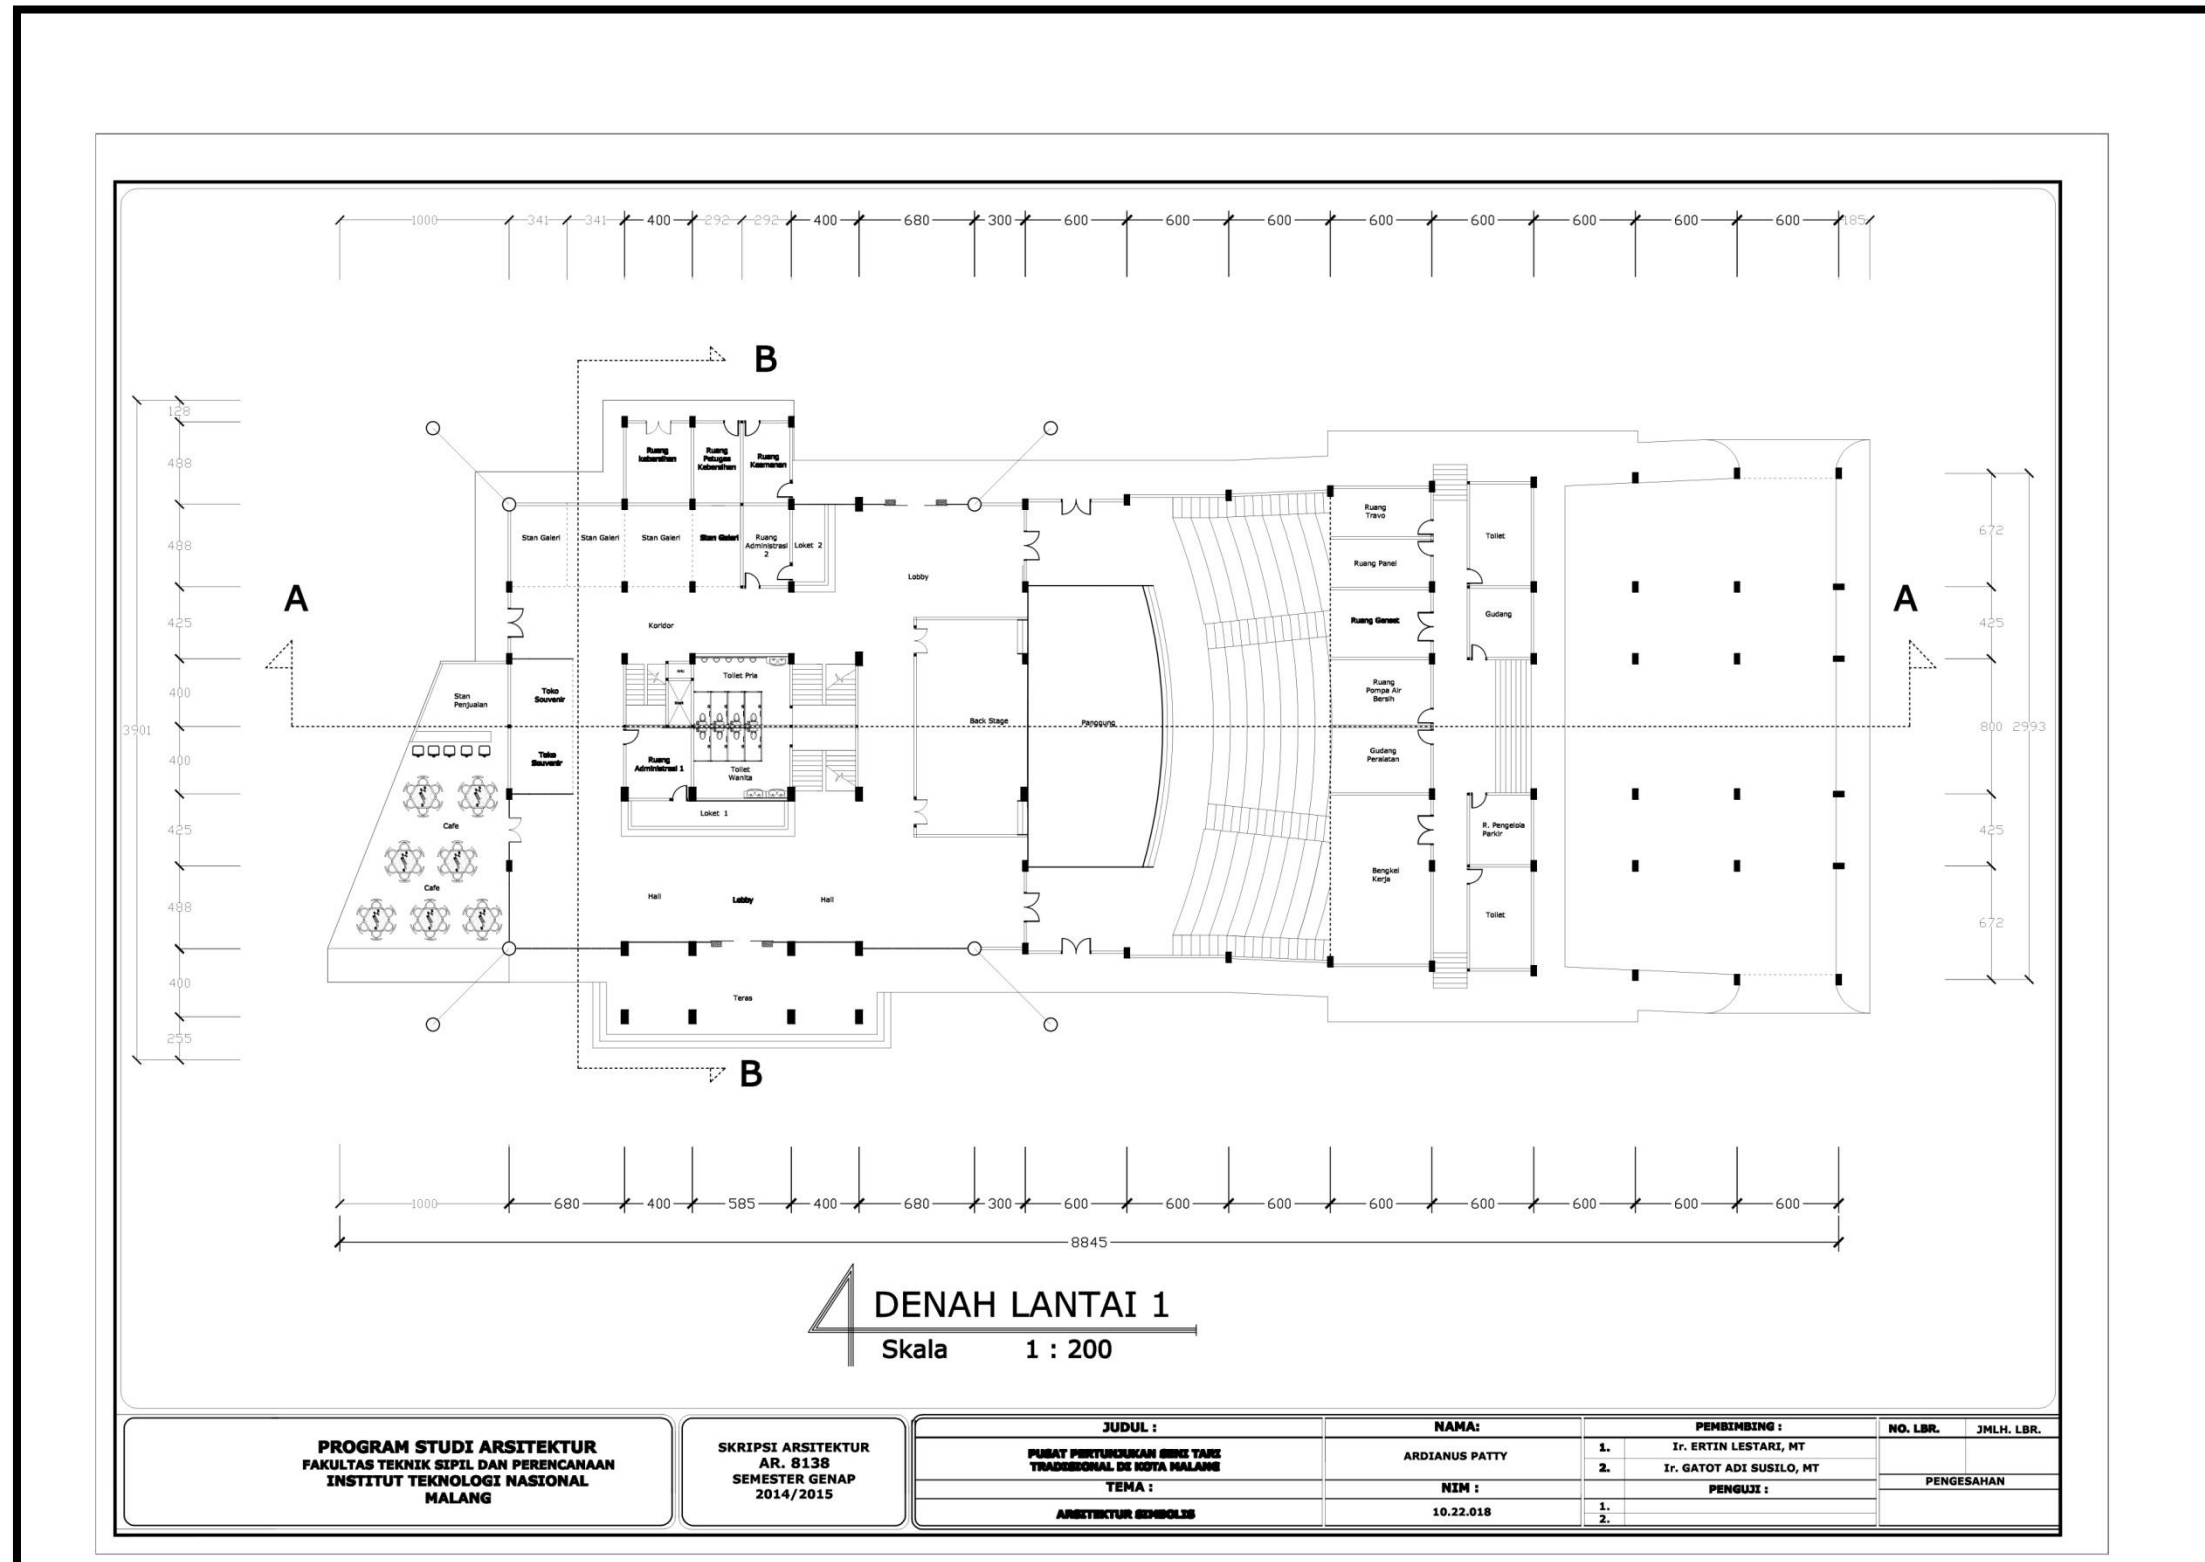 1000 341 341 400 292 292 400 680 300 600 600 600 600 600 600 600 600 185
B
128
488
488
425
400
3901
400
425
488
400
255
672
425
800 2993
425
672
A
A
Ruang
kebersihan
Ruang
Petugas
Kebersihan
Ruang
Keamanan
Stan Galeri
Stan Galeri
Stan Galeri
Stan Galeri
Ruang
Administrasi
2
Loket 2
Lobby
Koridor
Ruang
Travo
Ruang Panel
Ruang Genset
Ruang
Pompa Air
Bersih
Gudang
Peralatan
Bengkel
Kerja
Toilet
Gudang
R. Pengelola
Parkir
Toilet
Stan
Penjualan
Toko
Souvenir
Toko
Souvenir
Toilet Pria
Toilet
Wanita
Ruang
Administrasi 1
Loket 1
Back Stage
Panggung
Cafe
Cafe
Hall
Lobby
Hall
Teras
B
1000 680 400 585 400 680 300 600 600 600 600 600 600 600 600
8845
DENAH LANTAI 1
Skala 1 : 200
PROGRAM STUDI ARSITEKTUR
FAKULTAS TEKNIK SIPIL DAN PERENCANAAN
INSTITUT TEKNOLOGI NASIONAL
MALANG
SKRIPSI ARSITEKTUR
AR. 8138
SEMESTER GENAP
2014/2015
JUDUL :
PUSAT PERTUNJUKAN SENI TARI
TRADISIONAL DI KOTA MALANG
TEMA :
ARSITEKTUR SIMBOLIS
NAMA:
ARDIANUS PATTY
NIM :
10.22.018
PEMBIMBING :
1. Ir. ERTIN LESTARI, MT
2. Ir. GATOT ADI SUSILO, MT
PENGUJI :
1.
2.
NO. LBR. JMLH. LBR.
PENGESAHAN